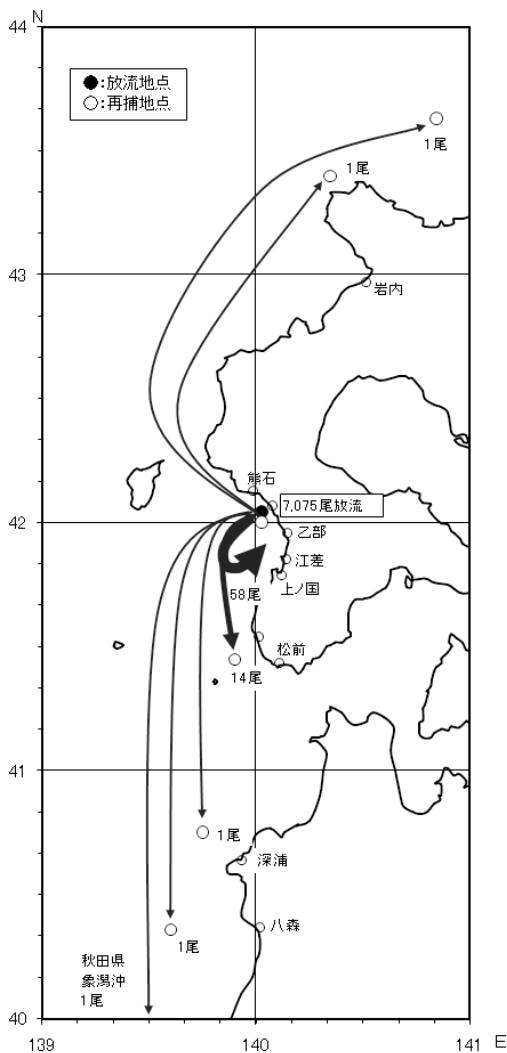 N
44
●:放流地点
○:再捕地点
1尾
1尾
43
岩内
熊石
7,075尾放流
42
乙部
江差
上ノ国
58尾
松前
14尾
41
1尾
深浦
八森
1尾
秋田県
象潟沖
1尾
40
139
140
141
E